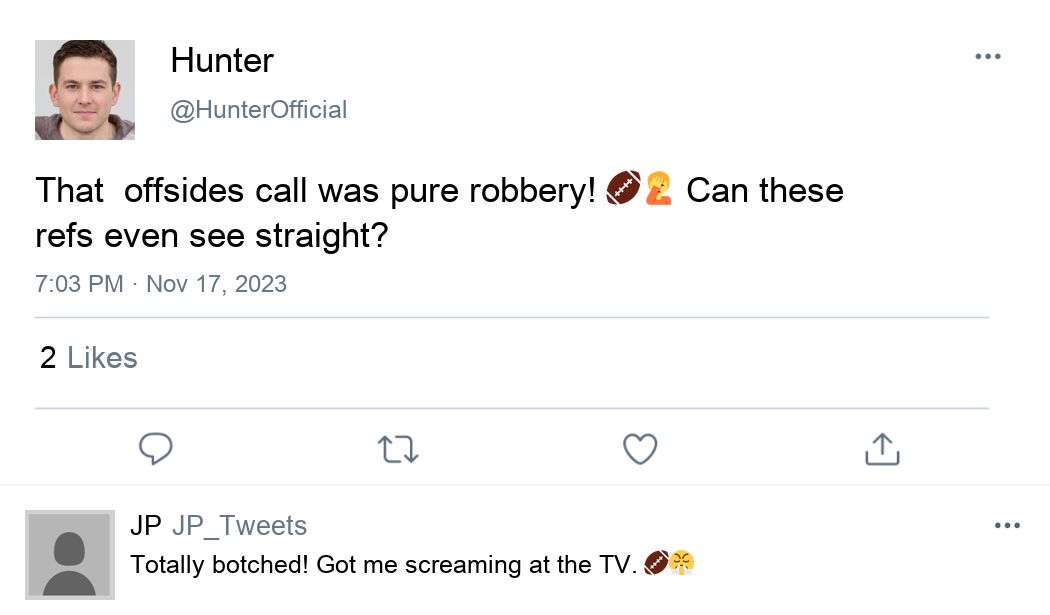 Hunter
@HunterOfficial
That  offsides call was pure robbery! 🏈🤦 Can these
refs even see straight?
7:03 PM · Nov 17, 2023
2 Likes
JP JP_Tweets
Totally botched! Got me screaming at the TV. 🏈😤